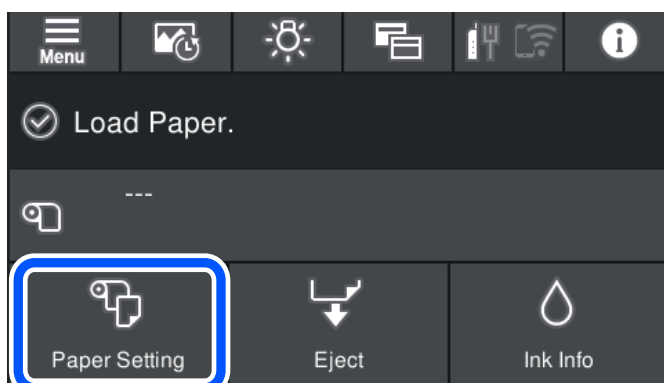 Menu
Load Paper.
---
Paper Setting
Eject
Ink Info